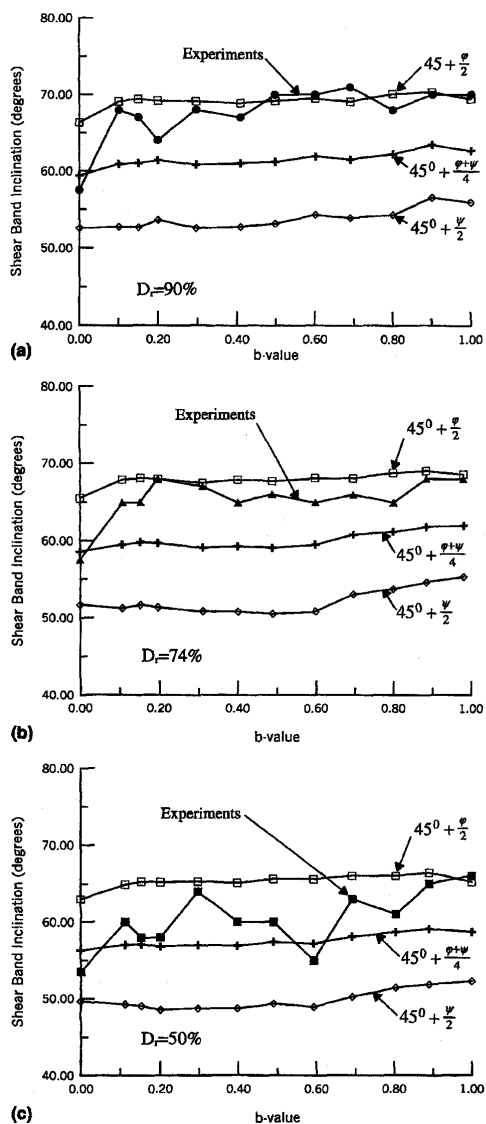 80.00
70.00
60.00
50.00
40.00
Shear Band Inclination (degrees)
Experiments
45 + φ/2
45⁰ + φ+ψ/4
45⁰ + ψ/2
Dᵣ=90%
0.00 0.20 0.40 0.60 0.80 1.00
b-value
(a)
80.00
70.00
60.00
50.00
40.00
Shear Band Inclination (degrees)
Experiments
45⁰ + φ/2
45⁰ + φ+ψ/4
45⁰ + ψ/2
Dᵣ=74%
0.00 0.20 0.40 0.60 0.80 1.00
b-value
(b)
80.00
70.00
60.00
50.00
40.00
Shear Band Inclination (degrees)
Experiments
45⁰ + φ/2
45⁰ + φ+ψ/4
45⁰ + ψ/2
Dᵣ=50%
0.00 0.20 0.40 0.60 0.80 1.00
b-value
(c)